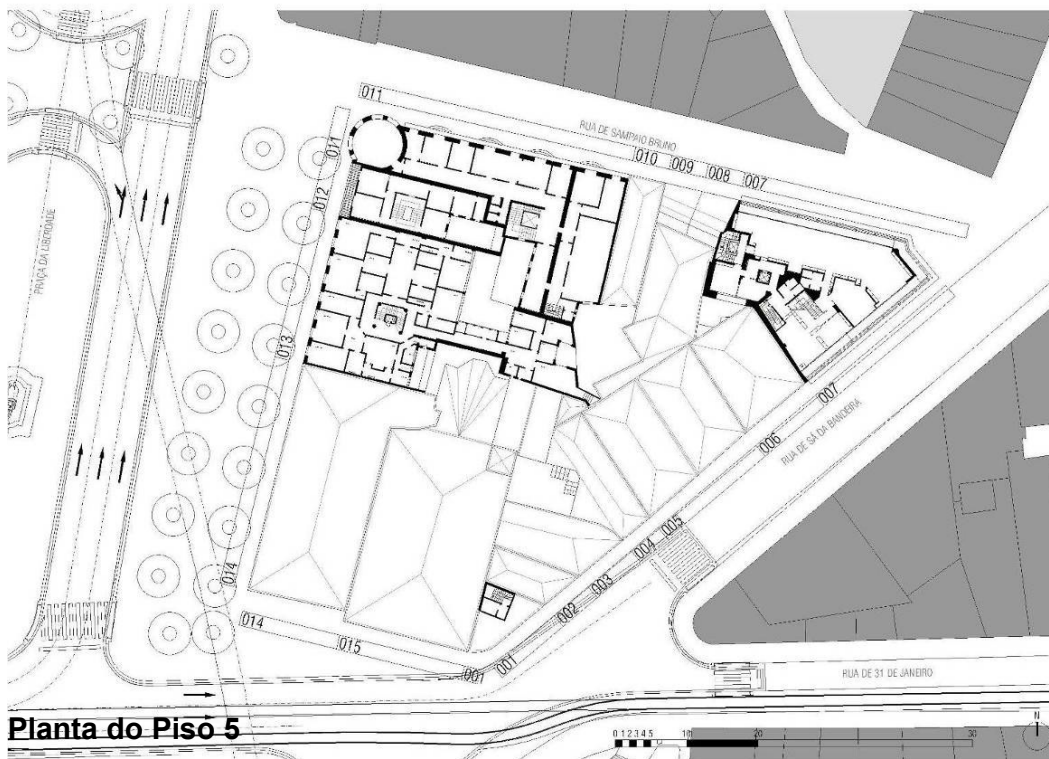 011
RUA DE SAMPAIO BRUNO
010 009 008 007
011
012
PRAÇA DA LIBERDADE
013
007
006
RUA DE SÁ DA BANDEIRA
005
004
003
002
014
014
015
001
001
RUA DE 31 DE JANEIRO
Planta do Piso 5
N
0 1 2 3 4 5 10 20 30